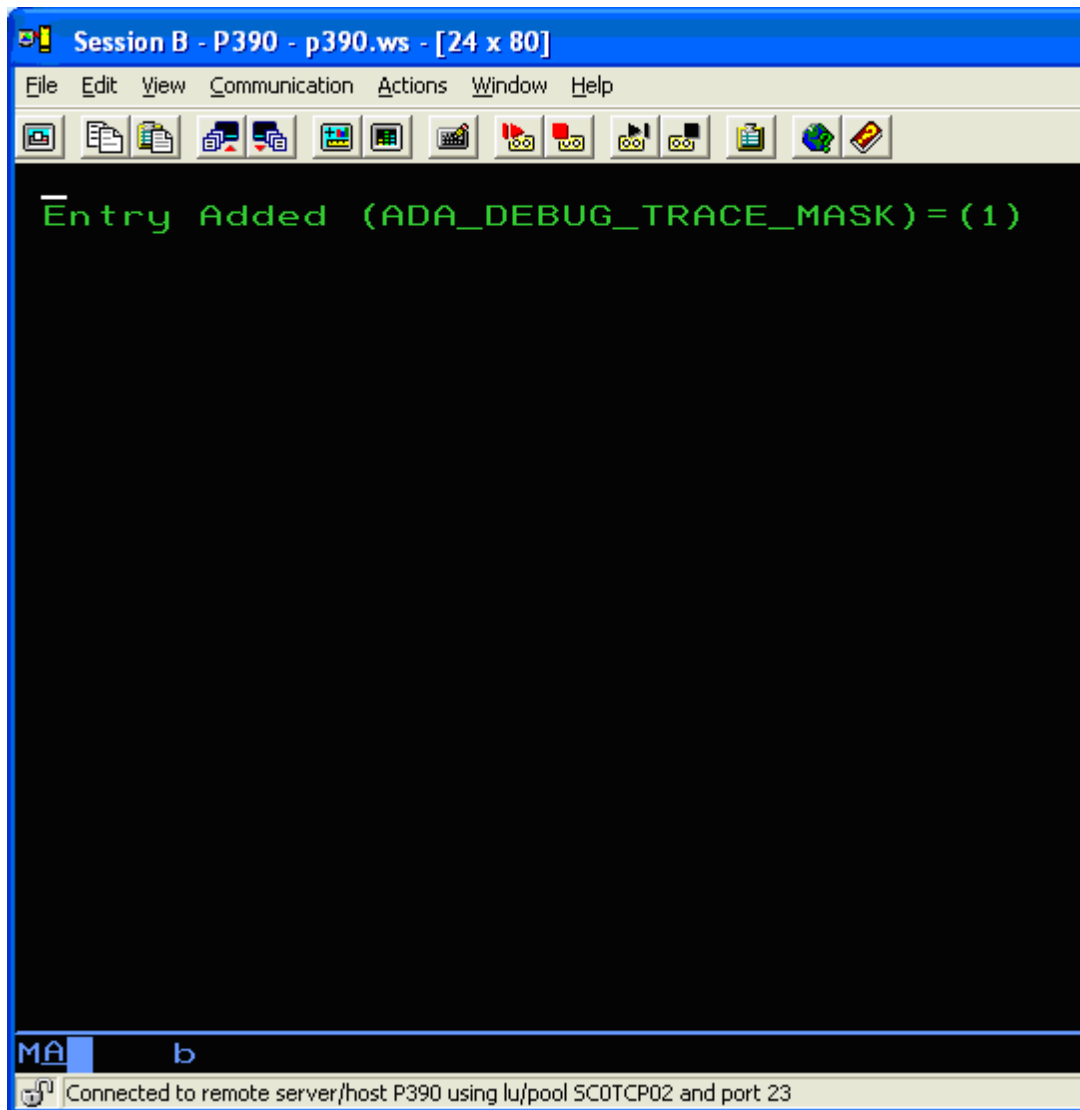 Session B - P390 - p390.ws - [24 x 80]
File Edit View Communication Actions Window Help
Entry Added (ADA_DEBUG_TRACE_MASK)=(1)
MA b
Connected to remote server/host P390 using lu/pool SC0TCP02 and port 23